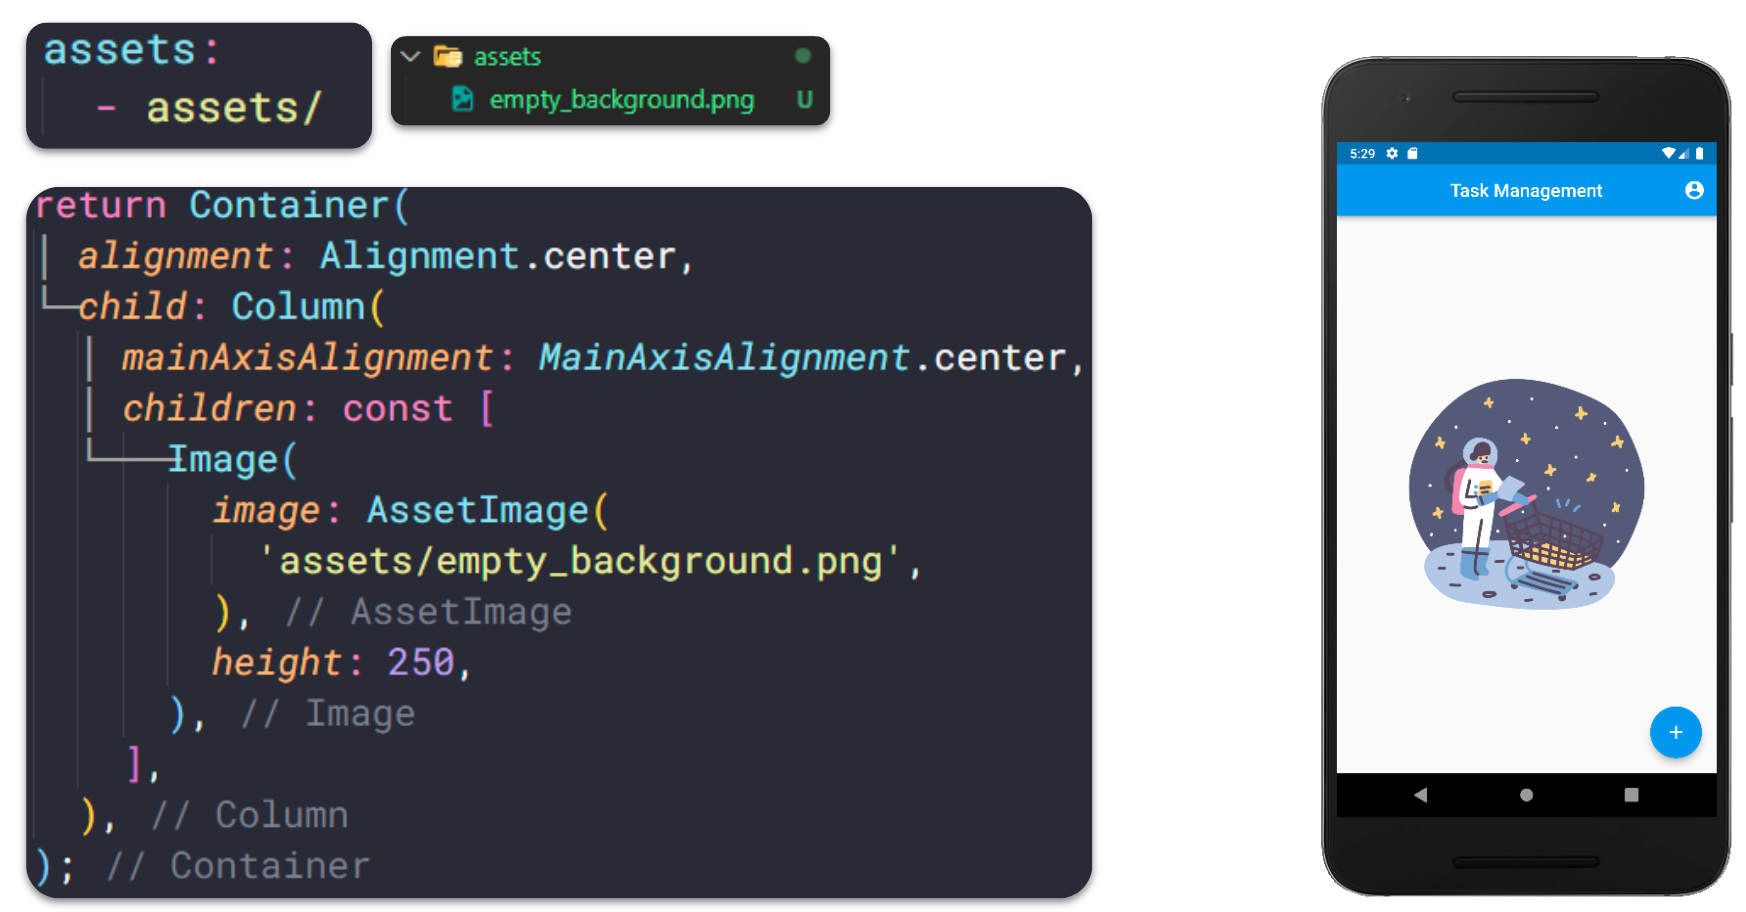 assets:
- assets/
assets
empty_background.png U
return Container(
alignment: Alignment.center,
child: Column(
mainAxisAlignment: MainAxisAlignment.center,
children: const [
Image(
image: AssetImage(
'assets/empty_background.png',
), // AssetImage
height: 250,
), // Image
],
), // Column
); // Container
5:29
Task Management
+